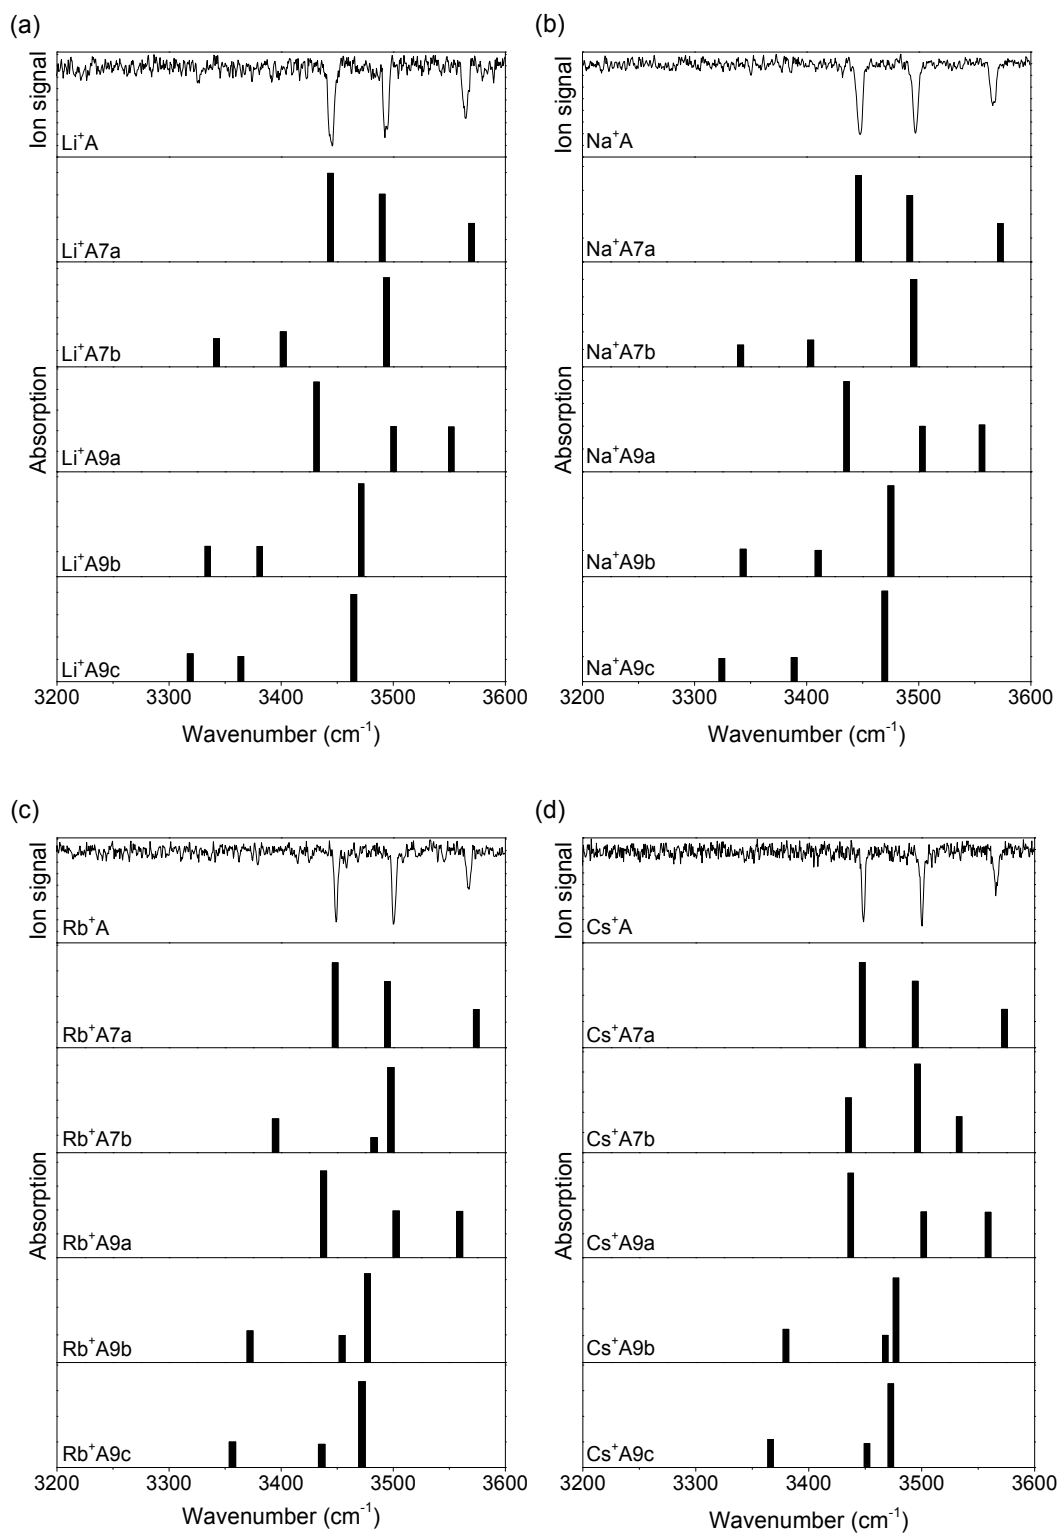 (a)
Ion signal
Li⁺A
Li⁺A7a
Li⁺A7b
Absorption
Li⁺A9a
Li⁺A9b
Li⁺A9c
3200 3300 3400 3500 3600
Wavenumber (cm⁻¹)
(b)
Ion signal
Na⁺A
Na⁺A7a
Na⁺A7b
Absorption
Na⁺A9a
Na⁺A9b
Na⁺A9c
3200 3300 3400 3500 3600
Wavenumber (cm⁻¹)
(c)
Ion signal
Rb⁺A
Rb⁺A7a
Rb⁺A7b
Absorption
Rb⁺A9a
Rb⁺A9b
Rb⁺A9c
3200 3300 3400 3500 3600
Wavenumber (cm⁻¹)
(d)
Ion signal
Cs⁺A
Cs⁺A7a
Cs⁺A7b
Absorption
Cs⁺A9a
Cs⁺A9b
Cs⁺A9c
3200 3300 3400 3500 3600
Wavenumber (cm⁻¹)